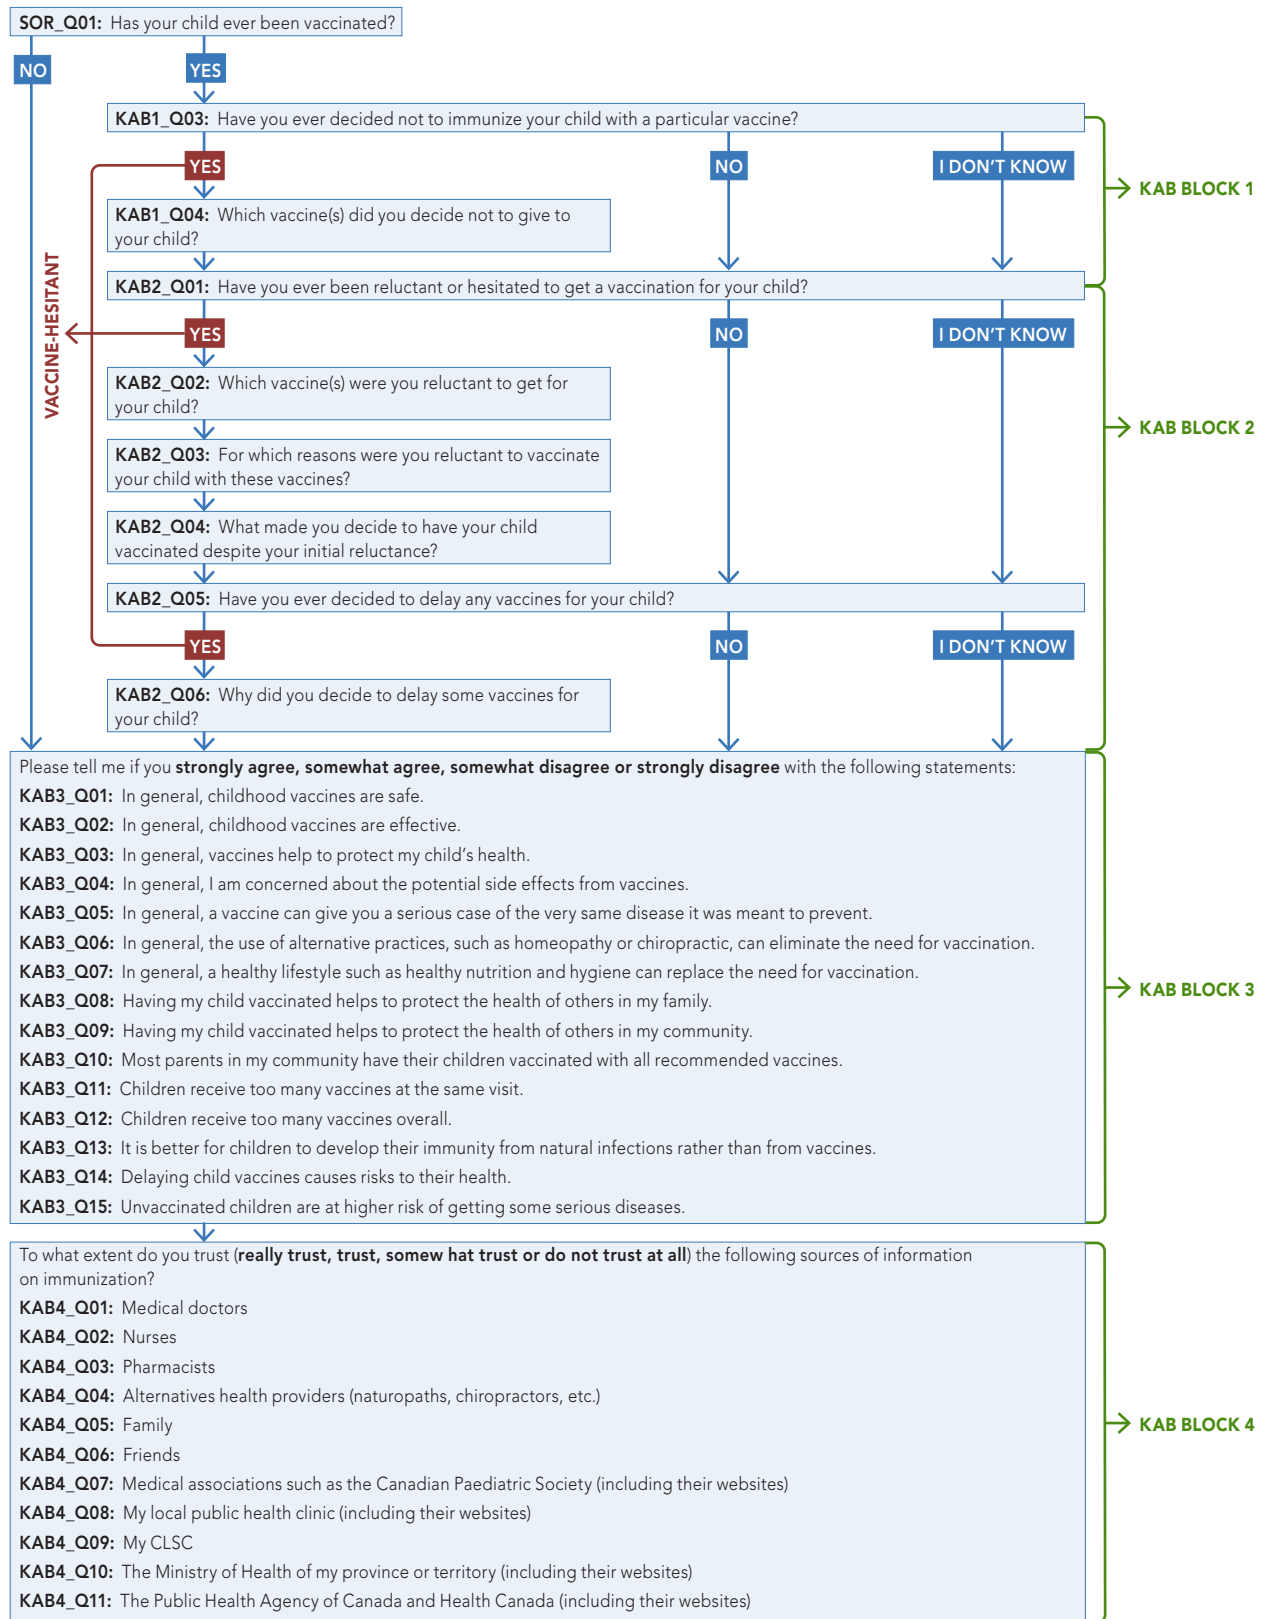 SOR_Q01: Has your child ever been vaccinated?
NO
YES
KAB1_Q03: Have you ever decided not to immunize your child with a particular vaccine?
YES
NO
I DON'T KNOW
KAB BLOCK 1
KAB1_Q04: Which vaccine(s) did you decide not to give to
your child?
VACCINE-HESITANT
KAB2_Q01: Have you ever been reluctant or hesitated to get a vaccination for your child?
YES
NO
I DON'T KNOW
KAB2_Q02: Which vaccine(s) were you reluctant to get for
your child?
KAB BLOCK 2
KAB2_Q03: For which reasons were you reluctant to vaccinate
your child with these vaccines?
KAB2_Q04: What made you decide to have your child
vaccinated despite your initial reluctance?
KAB2_Q05: Have you ever decided to delay any vaccines for your child?
YES
NO
I DON'T KNOW
KAB2_Q06: Why did you decide to delay some vaccines for
your child?
Please tell me if you strongly agree, somewhat agree, somewhat disagree or strongly disagree with the following statements:
KAB3_Q01: In general, childhood vaccines are safe.
KAB3_Q02: In general, childhood vaccines are effective.
KAB3_Q03: In general, vaccines help to protect my child's health.
KAB3_Q04: In general, I am concerned about the potential side effects from vaccines.
KAB3_Q05: In general, a vaccine can give you a serious case of the very same disease it was meant to prevent.
KAB3_Q06: In general, the use of alternative practices, such as homeopathy or chiropractic, can eliminate the need for vaccination.
KAB3_Q07: In general, a healthy lifestyle such as healthy nutrition and hygiene can replace the need for vaccination.
KAB BLOCK 3
KAB3_Q08: Having my child vaccinated helps to protect the health of others in my family.
KAB3_Q09: Having my child vaccinated helps to protect the health of others in my community.
KAB3_Q10: Most parents in my community have their children vaccinated with all recommended vaccines.
KAB3_Q11: Children receive too many vaccines at the same visit.
KAB3_Q12: Children receive too many vaccines overall.
KAB3_Q13: It is better for children to develop their immunity from natural infections rather than from vaccines.
KAB3_Q14: Delaying child vaccines causes risks to their health.
KAB3_Q15: Unvaccinated children are at higher risk of getting some serious diseases.
To what extent do you trust (really trust, trust, somew hat trust or do not trust at all) the following sources of information
on immunization?
KAB4_Q01: Medical doctors
KAB4_Q02: Nurses
KAB4_Q03: Pharmacists
KAB4_Q04: Alternatives health providers (naturopaths, chiropractors, etc.)
KAB4_Q05: Family
KAB BLOCK 4
KAB4_Q06: Friends
KAB4_Q07: Medical associations such as the Canadian Paediatric Society (including their websites)
KAB4_Q08: My local public health clinic (including their websites)
KAB4_Q09: My CLSC
KAB4_Q10: The Ministry of Health of my province or territory (including their websites)
KAB4_Q11: The Public Health Agency of Canada and Health Canada (including their websites)